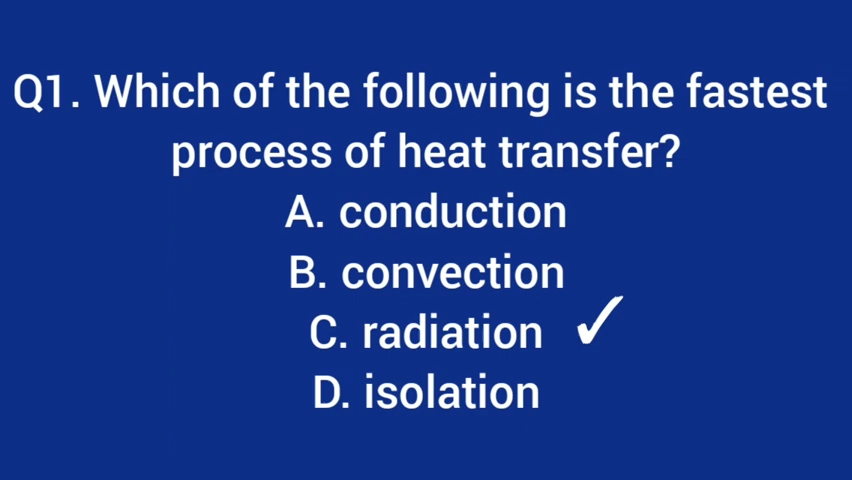 Q1. Which of the following is the fastest
process of heat transfer?
A. conduction
B. convection
C. radiation ✓
D. isolation